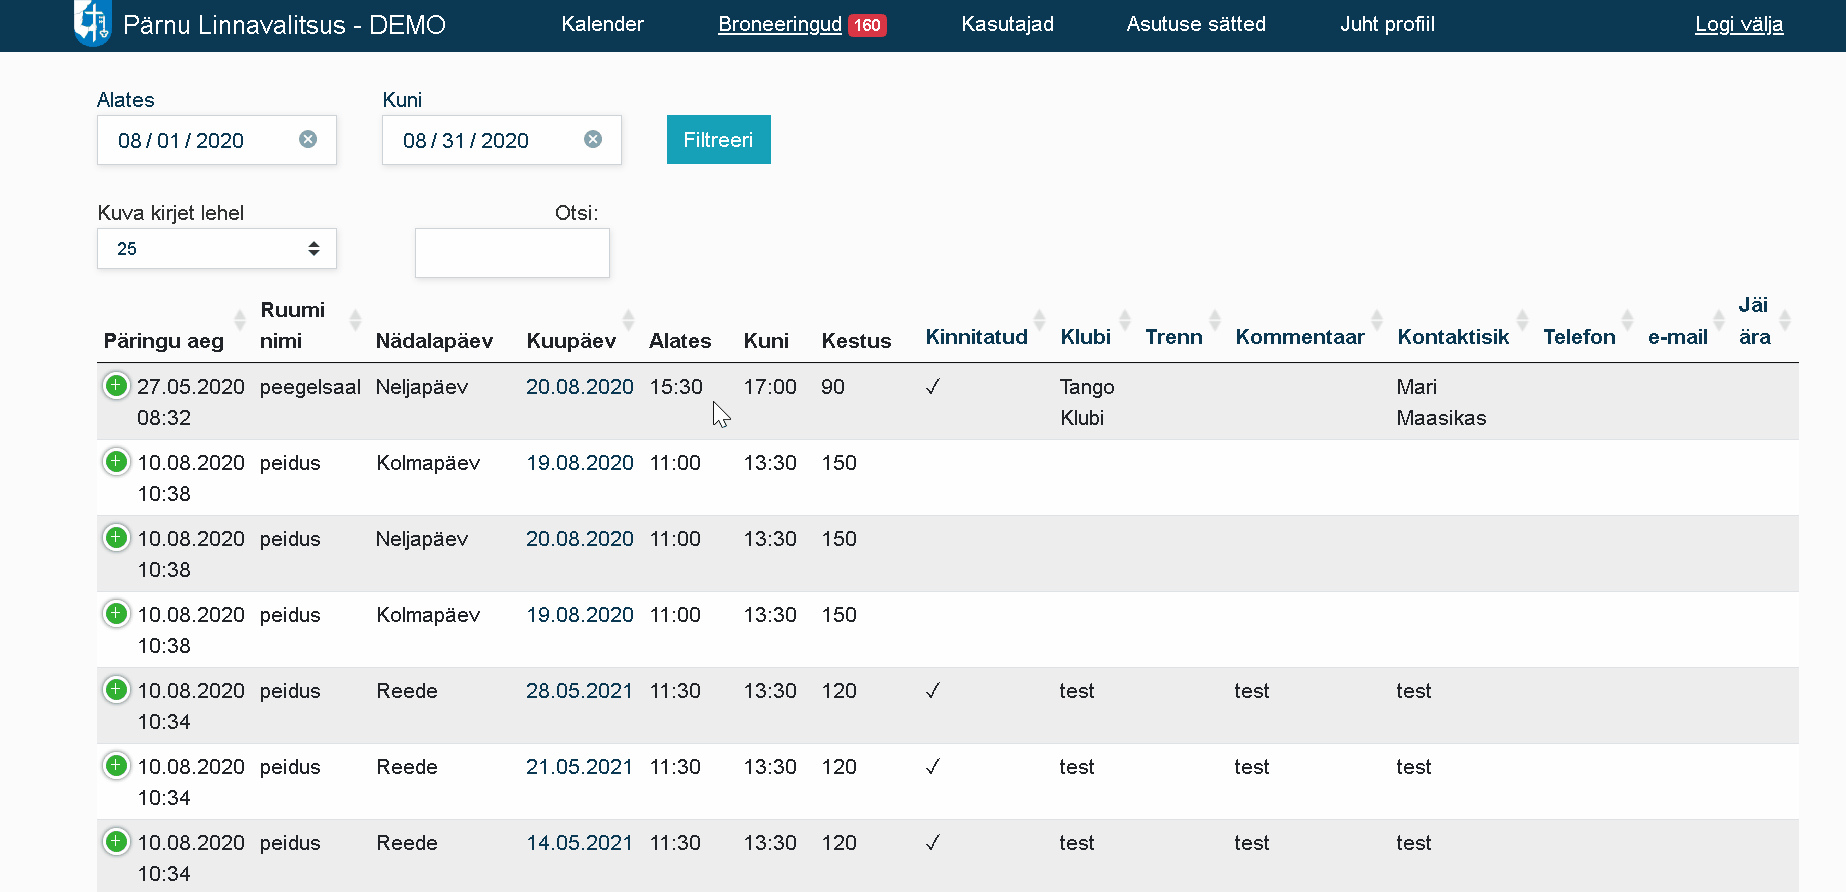 Pärnu Linnavalitsus - DEMO Kalender Broneeringud 160 Kasutajad Asutuse sätted Juht profiil Logi välja
Alates Kuni
08 / 01 / 2020 08 / 31 / 2020 Filtreeri
Kuva kirjet lehel Otsi:
25
Päringu aeg Ruumi nimi Nädalapäev Kuupäev Alates Kuni Kestus Kinnitatud Klubi Trenn Kommentaar Kontaktisik Telefon e-mail Jäi ära
27.05.2020 peegelsaal Neljapäev 20.08.2020 15:30 17:00 90 ✓ Tango Mari
08:32 Klubi Maasikas
10.08.2020 peidus Kolmapäev 19.08.2020 11:00 13:30 150
10:38
10.08.2020 peidus Neljapäev 20.08.2020 11:00 13:30 150
10:38
10.08.2020 peidus Kolmapäev 19.08.2020 11:00 13:30 150
10:38
10.08.2020 peidus Reede 28.05.2021 11:30 13:30 120 ✓ test test test
10:34
10.08.2020 peidus Reede 21.05.2021 11:30 13:30 120 ✓ test test test
10:34
10.08.2020 peidus Reede 14.05.2021 11:30 13:30 120 ✓ test test test
10:34